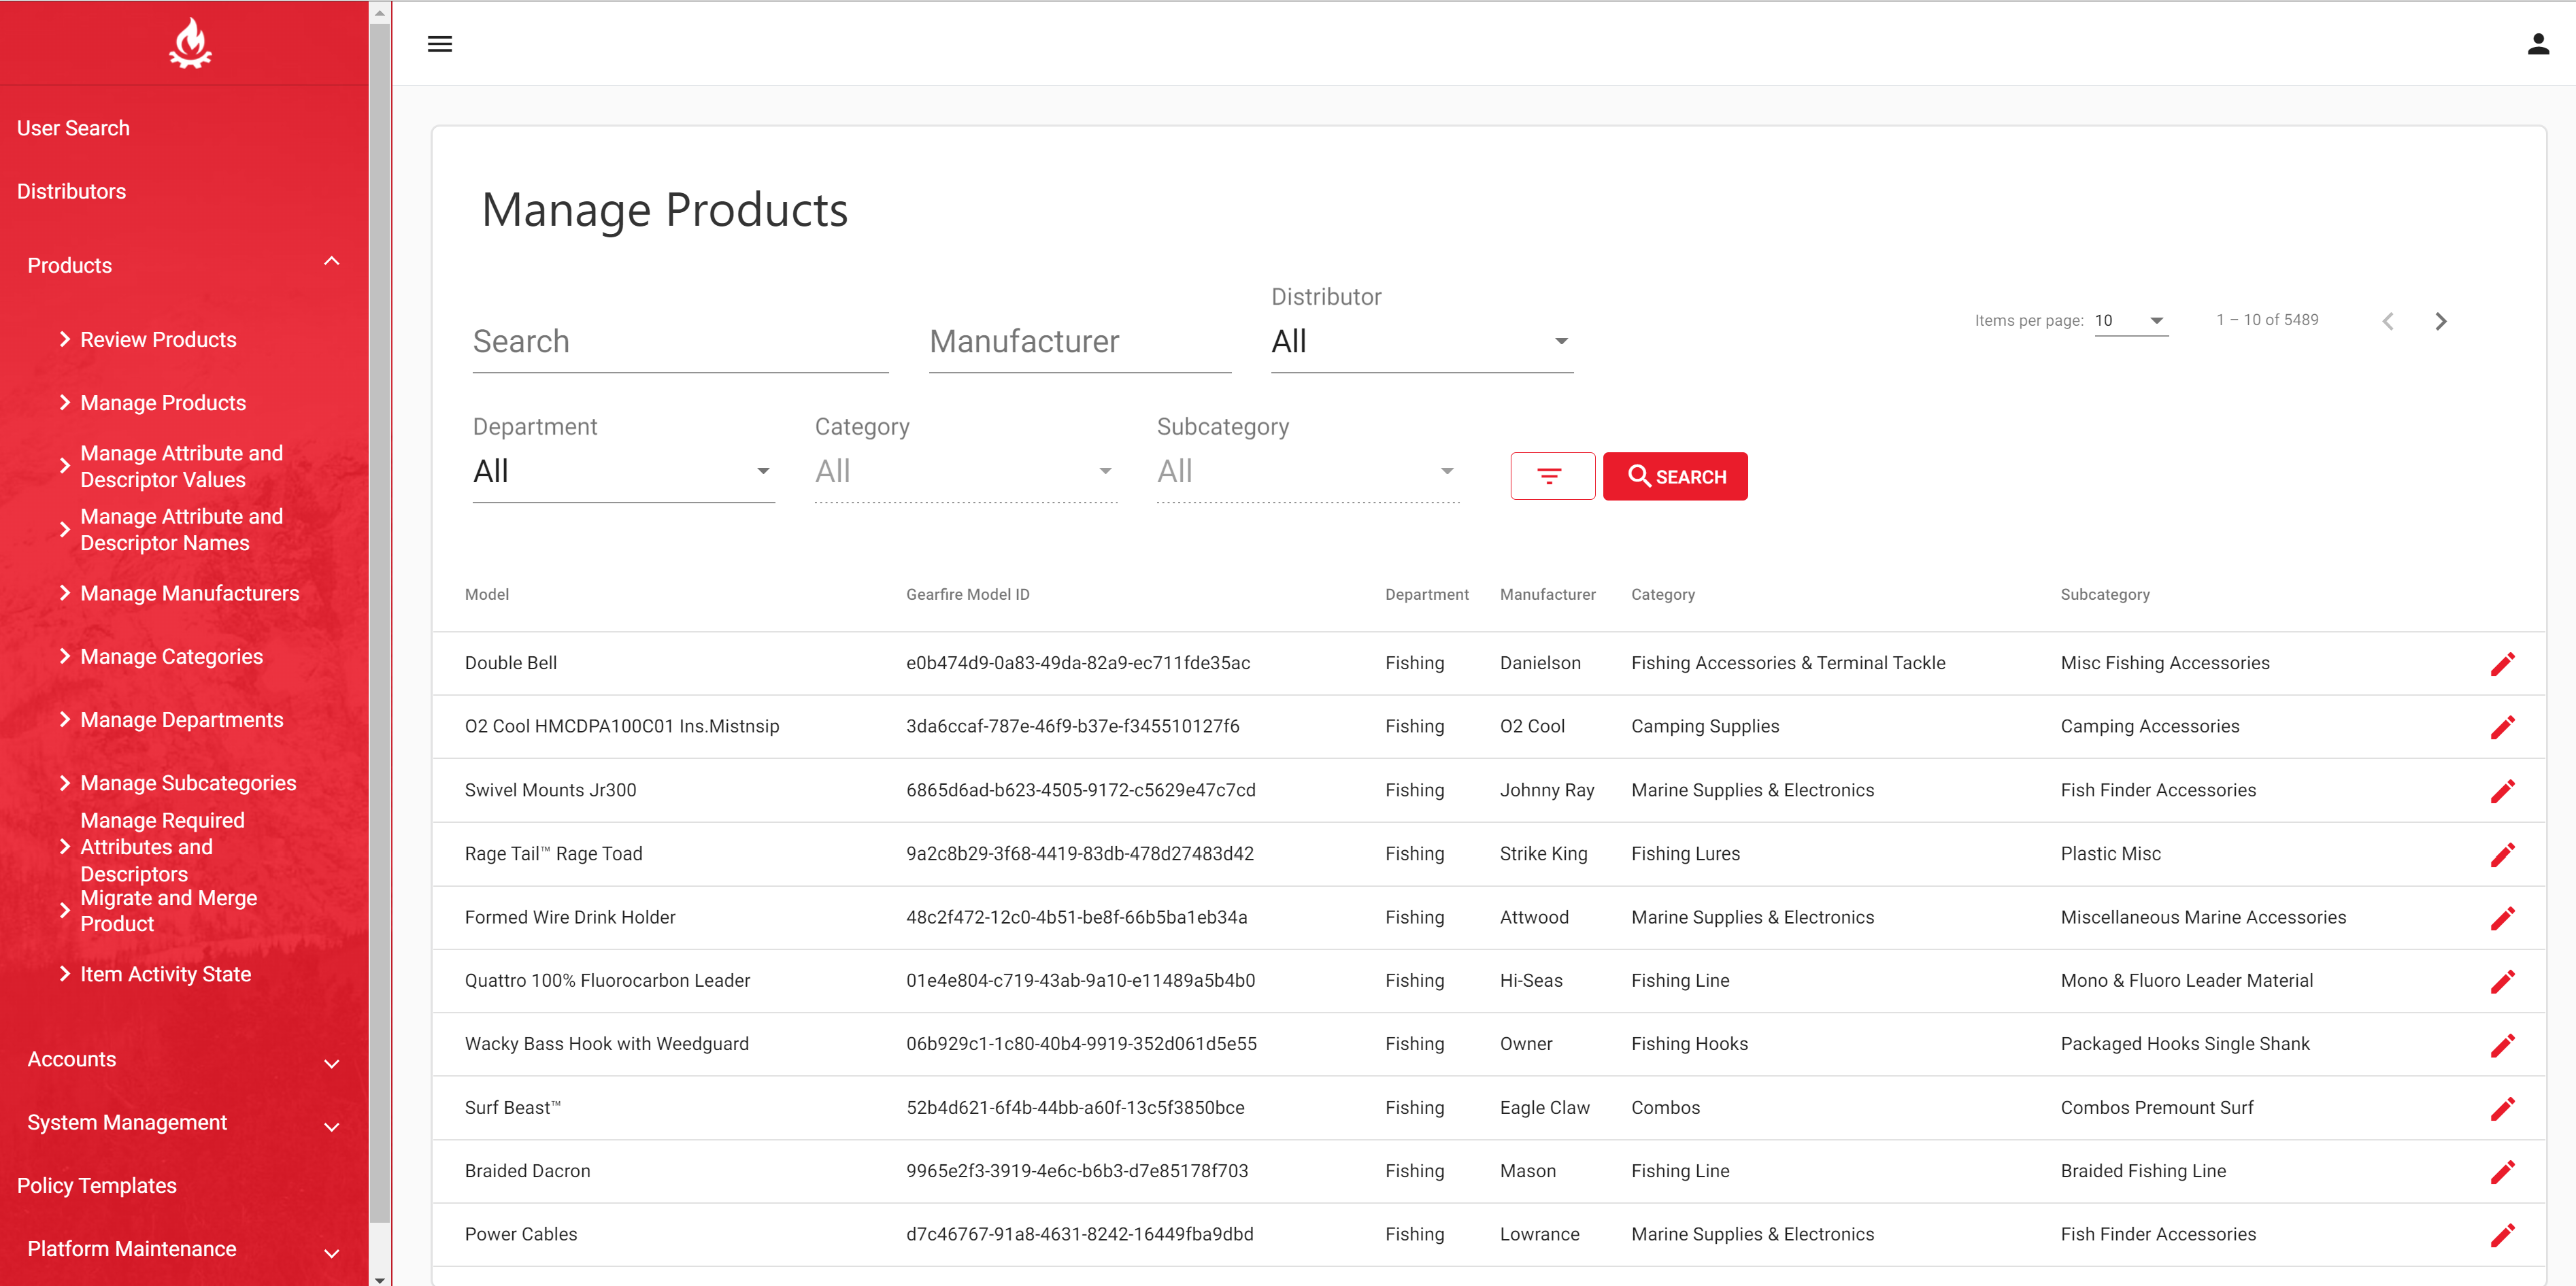 User Search
Distributors
Products
Review Products
Manage Products
Manage Attribute and
Descriptor Values
Manage Attribute and
Descriptor Names
Manage Manufacturers
Manage Categories
Manage Departments
Manage Subcategories
Manage Required
Attributes and
Descriptors
Migrate and Merge
Product
Item Activity State
Accounts
System Management
Policy Templates
Platform Maintenance
Manage Products
Search Manufacturer Distributor All
Items per page: 10 1 – 10 of 5489
Department Category Subcategory
All All All SEARCH
Model Gearfire Model ID Department Manufacturer Category Subcategory
Double Bell e0b474d9-0a83-49da-82a9-ec711fde35ac Fishing Danielson Fishing Accessories & Terminal Tackle Misc Fishing Accessories
O2 Cool HMCDPA100C01 Ins.Mistnsip 3da6ccaf-787e-46f9-b37e-f345510127f6 Fishing O2 Cool Camping Supplies Camping Accessories
Swivel Mounts Jr300 6865d6ad-b623-4505-9172-c5629e47c7cd Fishing Johnny Ray Marine Supplies & Electronics Fish Finder Accessories
Rage Tail™ Rage Toad 9a2c8b29-3f68-4419-83db-478d27483d42 Fishing Strike King Fishing Lures Plastic Misc
Formed Wire Drink Holder 48c2f472-12c0-4b51-be8f-66b5ba1eb34a Fishing Attwood Marine Supplies & Electronics Miscellaneous Marine Accessories
Quattro 100% Fluorocarbon Leader 01e4e804-c719-43ab-9a10-e11489a5b4b0 Fishing Hi-Seas Fishing Line Mono & Fluoro Leader Material
Wacky Bass Hook with Weedguard 06b929c1-1c80-40b4-9919-352d061d5e55 Fishing Owner Fishing Hooks Packaged Hooks Single Shank
Surf Beast™ 52b4d621-6f4b-44bb-a60f-13c5f3850bce Fishing Eagle Claw Combos Combos Premount Surf
Braided Dacron 9965e2f3-3919-4e6c-b6b3-d7e85178f703 Fishing Mason Fishing Line Braided Fishing Line
Power Cables d7c46767-91a8-4631-8242-16449fba9dbd Fishing Lowrance Marine Supplies & Electronics Fish Finder Accessories